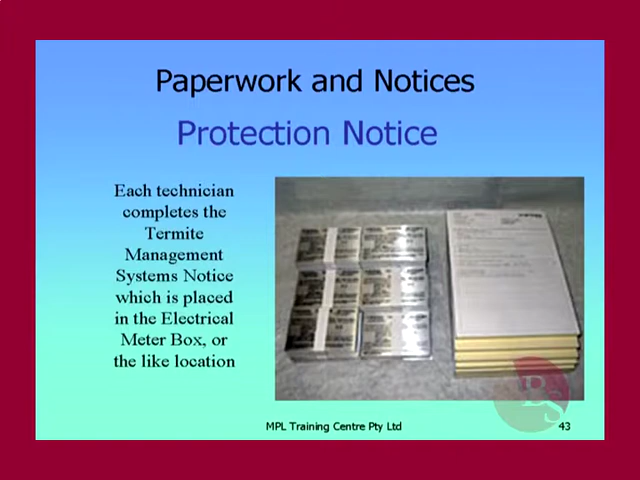 Paperwork and Notices
Protection Notice
Each technician
completes the
Termite
Management
Systems Notice
which is placed
in the Electrical
Meter Box, or
the like location
BS
MPL Training Centre Pty Ltd
43